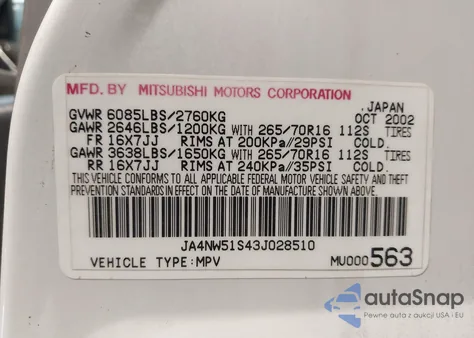 MFD. BY MITSUBISHI MOTORS CORPORATION
GVWR 6085LBS/2760KG JAPAN
OCT 2002
GAWR 2646LBS/1200KG WITH 265/70R16 112S TIRES
FR 16X7JJ RIMS AT 200KPA//29PSI COLD.
GAWR 3638LBS/1650KG WITH 265/70R16 112S TIRES
RR 16X7JJ RIMS AT 240KPA//35PSI COLD.
THIS VEHICLE CONFORMS TO ALL APPLICABLE FEDERAL MOTOR VEHICLE SAFETY AND THEFT
PREVENTION STANDARDS IN EFFECT ON THE DATE OF MANUFACTURE SHOWN ABOVE.
JA4NW51S43J028510
VEHICLE TYPE:MPV MU000563
autoSnap
Pewne auta z aukcji USA i EU